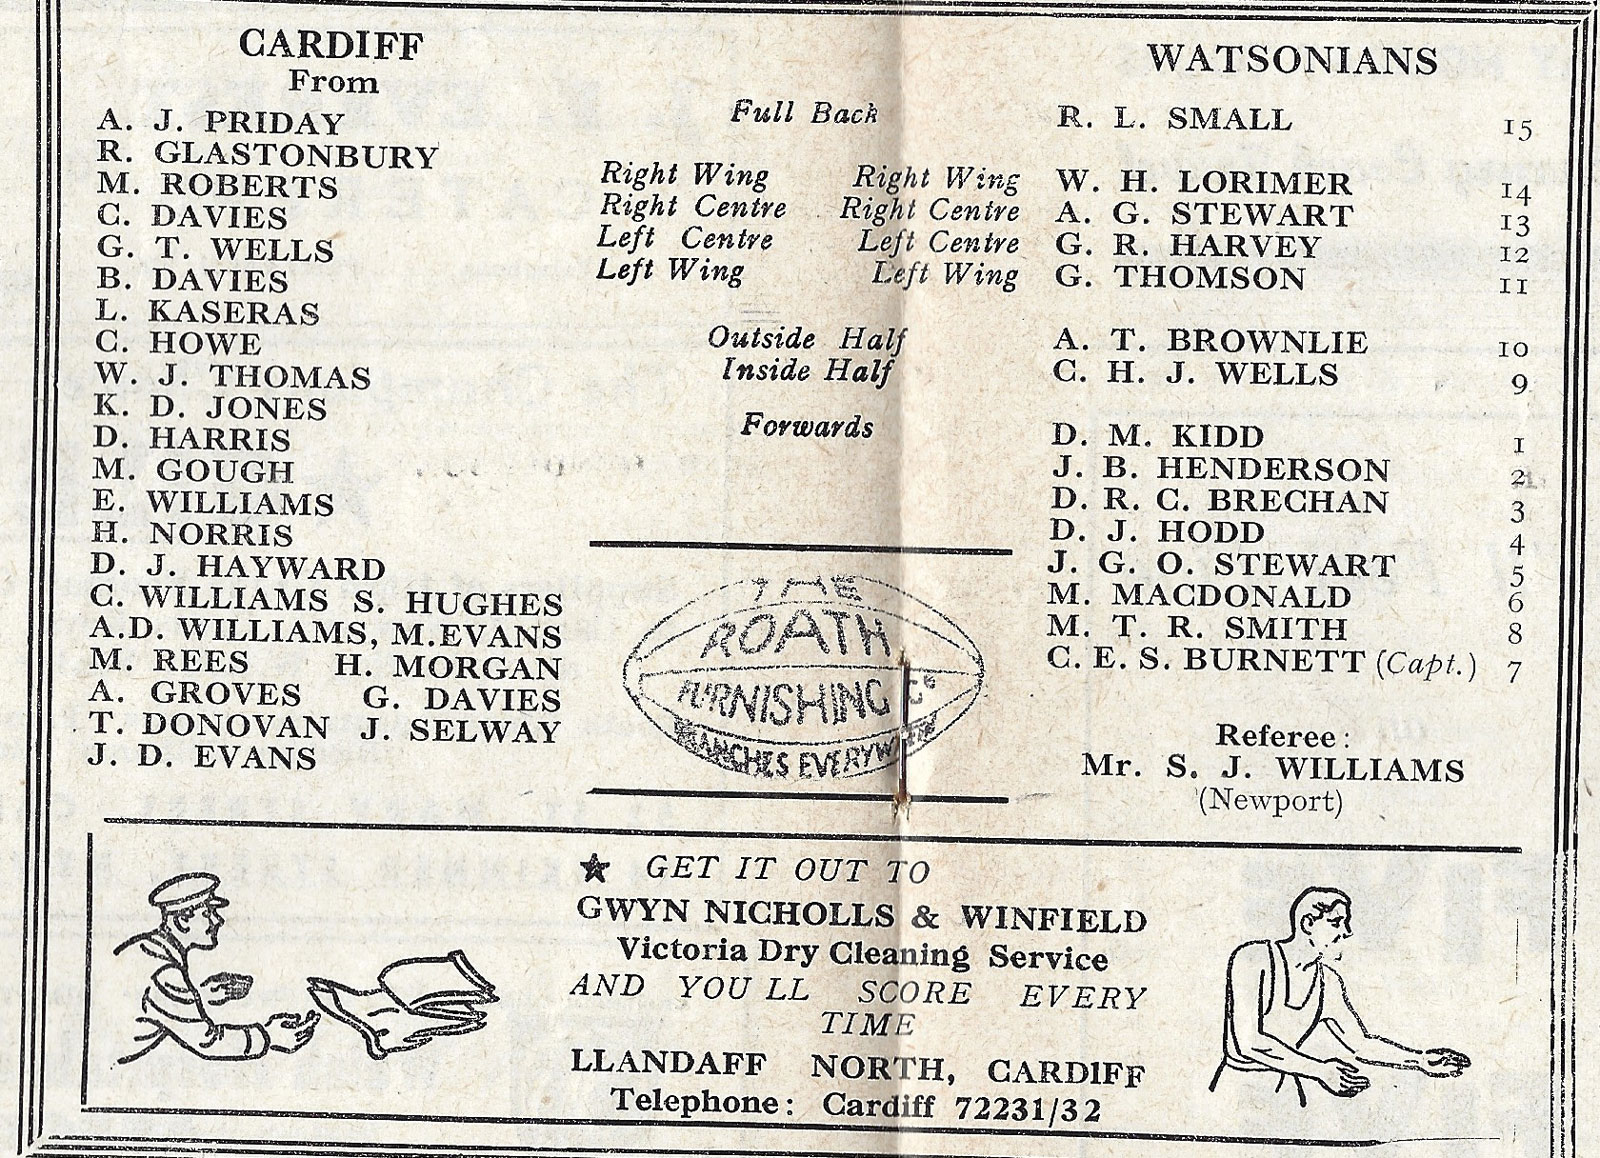 CARDIFF
From
A. J. PRIDAY
R. GLASTONBURY
M. ROBERTS
C. DAVIES
G. T. WELLS
B. DAVIES
L. KASERAS
C. HOWE
W. J. THOMAS
K. D. JONES
D. HARRIS
M. GOUGH
E. WILLIAMS
H. NORRIS
D. J. HAYWARD
C. WILLIAMS S. HUGHES
A.D. WILLIAMS, M.EVANS
M. REES H. MORGAN
A. GROVES G. DAVIES
T. DONOVAN J. SELWAY
J. D. EVANS
Full Back
Right Wing Right Wing
Right Centre Right Centre
Left Centre Left Centre
Left Wing Left Wing
Outside Half
Inside Half
Forwards
THE
ROATH
FURNISHING Co
BRANCHES EVERYWHERE
WATSONIANS
R. L. SMALL 15
W. H. LORIMER 14
A. G. STEWART 13
G. R. HARVEY 12
G. THOMSON 11
A. T. BROWNLIE 10
C. H. J. WELLS 9
D. M. KIDD 1
J. B. HENDERSON 2
D. R. C. BRECHAN 3
D. J. HODD 4
J. G. O. STEWART 5
M. MACDONALD 6
M. T. R. SMITH 8
C. E. S. BURNETT (Capt.) 7
Referee:
Mr. S. J. WILLIAMS
(Newport)
★ GET IT OUT TO
GWYN NICHOLLS & WINFIELD
Victoria Dry Cleaning Service
AND YOU LL SCORE EVERY
TIME
LLANDAFF NORTH, CARDIFF
Telephone: Cardiff 72231/32